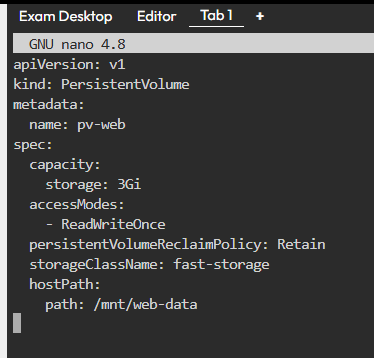 Exam Desktop Editor Tab 1 +
GNU nano 4.8
apiVersion: v1
kind: PersistentVolume
metadata:
  name: pv-web
spec:
  capacity:
    storage: 3Gi
  accessModes:
    - ReadWriteOnce
  persistentVolumeReclaimPolicy: Retain
  storageClassName: fast-storage
  hostPath:
    path: /mnt/web-data